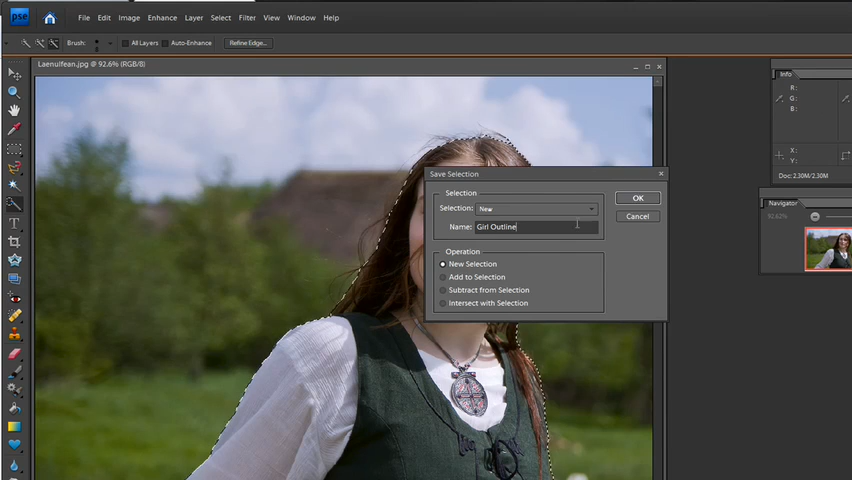 pse File Edit Image Enhance Layer Select Filter View Window Help
Brush: All Layers Auto-Enhance Refine Edge...
Laenulfean.jpg @ 92,6% (RGB/8)
Info
R:
G:
B:
X:
Y:
Doc: 2.30M/2.30M
Navigator
92,62%
Save Selection
Selection
Selection: New
Name: Girl Outline
OK
Cancel
Operation
New Selection
Add to Selection
Subtract from Selection
Intersect with Selection